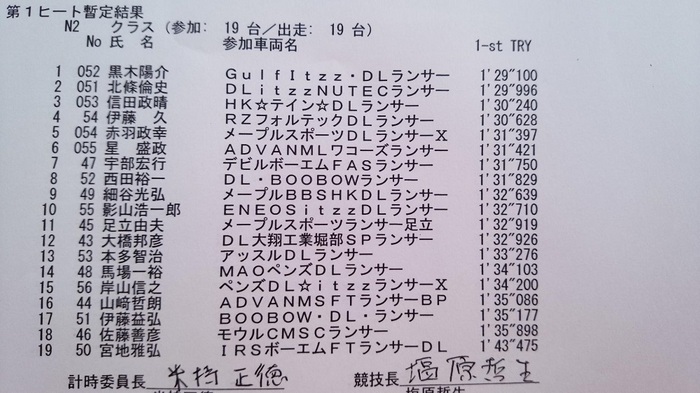 第１ヒート暫定結果
N2 クラス（参加： 19 台／出走： 19 台）
No 氏 名 参加車両名 1-st TRY
1 052 黒木陽介 ＧｕｌｆＩｔｚｚ・ＤＬランサー 1'29"100
2 051 北條倫史 ＤＬｉｔｚｚＮＵＴＥＣランサー 1'29"996
3 053 信田政晴 ＨＫ☆テイン☆ＤＬランサー 1'30"240
4 54 伊藤 久 ＲＺフォルテックＤＬランサー 1'30"628
5 054 赤羽政幸 メープルスポーツＤＬランサーＸ 1'31"397
6 055 星 盛政 ＡＤＶＡＮＭＬワコーズランサー 1'31"421
7 47 宇部宏行 デビルボーエムＦＡＳランサー 1'31"750
8 52 西田裕一 ＤＬ・ＢＯＯＢＯＷランサー 1'31"829
9 49 細谷光弘 メープルＢＢＳＨＫＤＬランサー 1'32"639
10 55 影山浩一郎 ＥＮＥＯＳｉｔｚｚＤＬランサー 1'32"710
11 45 足立由夫 メープルスポーツランサー足立 1'32"919
12 43 大橋邦彦 ＤＬ大翔工業堀部ＳＰランサー 1'32"926
13 53 本多智治 アッスルＤＬランサー 1'33"276
14 48 馬場一裕 ＭＡＯペンズＤＬランサー 1'34"103
15 56 岸山信之 ペンズＤＬ☆ｉｔｚｚランサーＸ 1'34"200
16 44 山﨑哲朗 ＡＤＶＡＮＭＳＦＴランサーＢＰ 1'35"086
17 51 伊藤益弘 ＢＯＯＢＯＷ・ＤＬ・ランサー 1'35"177
18 46 佐藤善彦 モウルＣＭＳＣランサー 1'35"898
19 50 宮地雅弘 ＩＲＳボーエムＦＴランサーＤＬ 1'43"475
計時委員長 米持正徳 競技長 塩原哲生